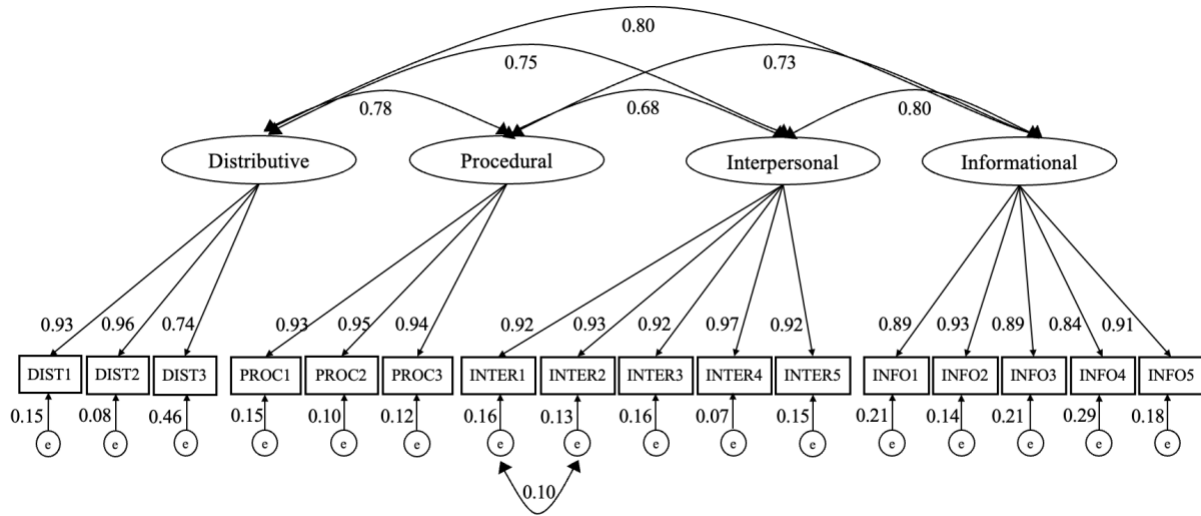 0.80
0.75 0.73
0.78 0.68 0.80
Distributive Procedural Interpersonal Informational
0.93 0.96 0.74 0.93 0.95 0.94 0.92 0.93 0.92 0.97 0.92 0.89 0.93 0.89 0.84 0.91
DIST1 DIST2 DIST3 PROC1 PROC2 PROC3 INTER1 INTER2 INTER3 INTER4 INTER5 INFO1 INFO2 INFO3 INFO4 INFO5
0.15 0.08 0.46 0.15 0.10 0.12 0.16 0.13 0.16 0.07 0.15 0.21 0.14 0.21 0.29 0.18
e e e e e e e e e e e e e e e e
0.10